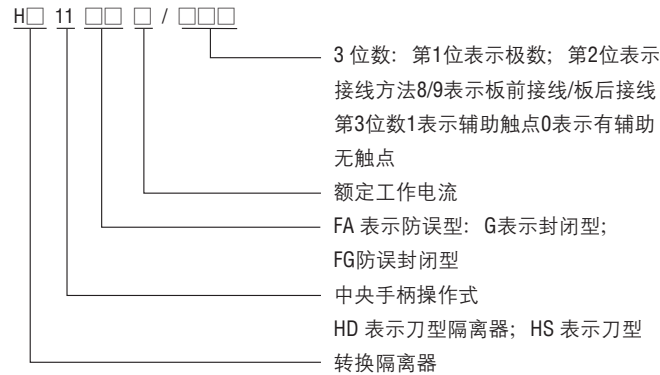 H□ 11 □□ □ / □□□
3 位数：第1位表示极数；第2位表示
接线方法8/9表示板前接线/板后接线
第3位数1表示辅助触点0表示有辅助
无触点
额定工作电流
FA 表示防误型：G表示封闭型；
FG防误封闭型
中央手柄操作式
HD 表示刀型隔离器；HS 表示刀型
转换隔离器